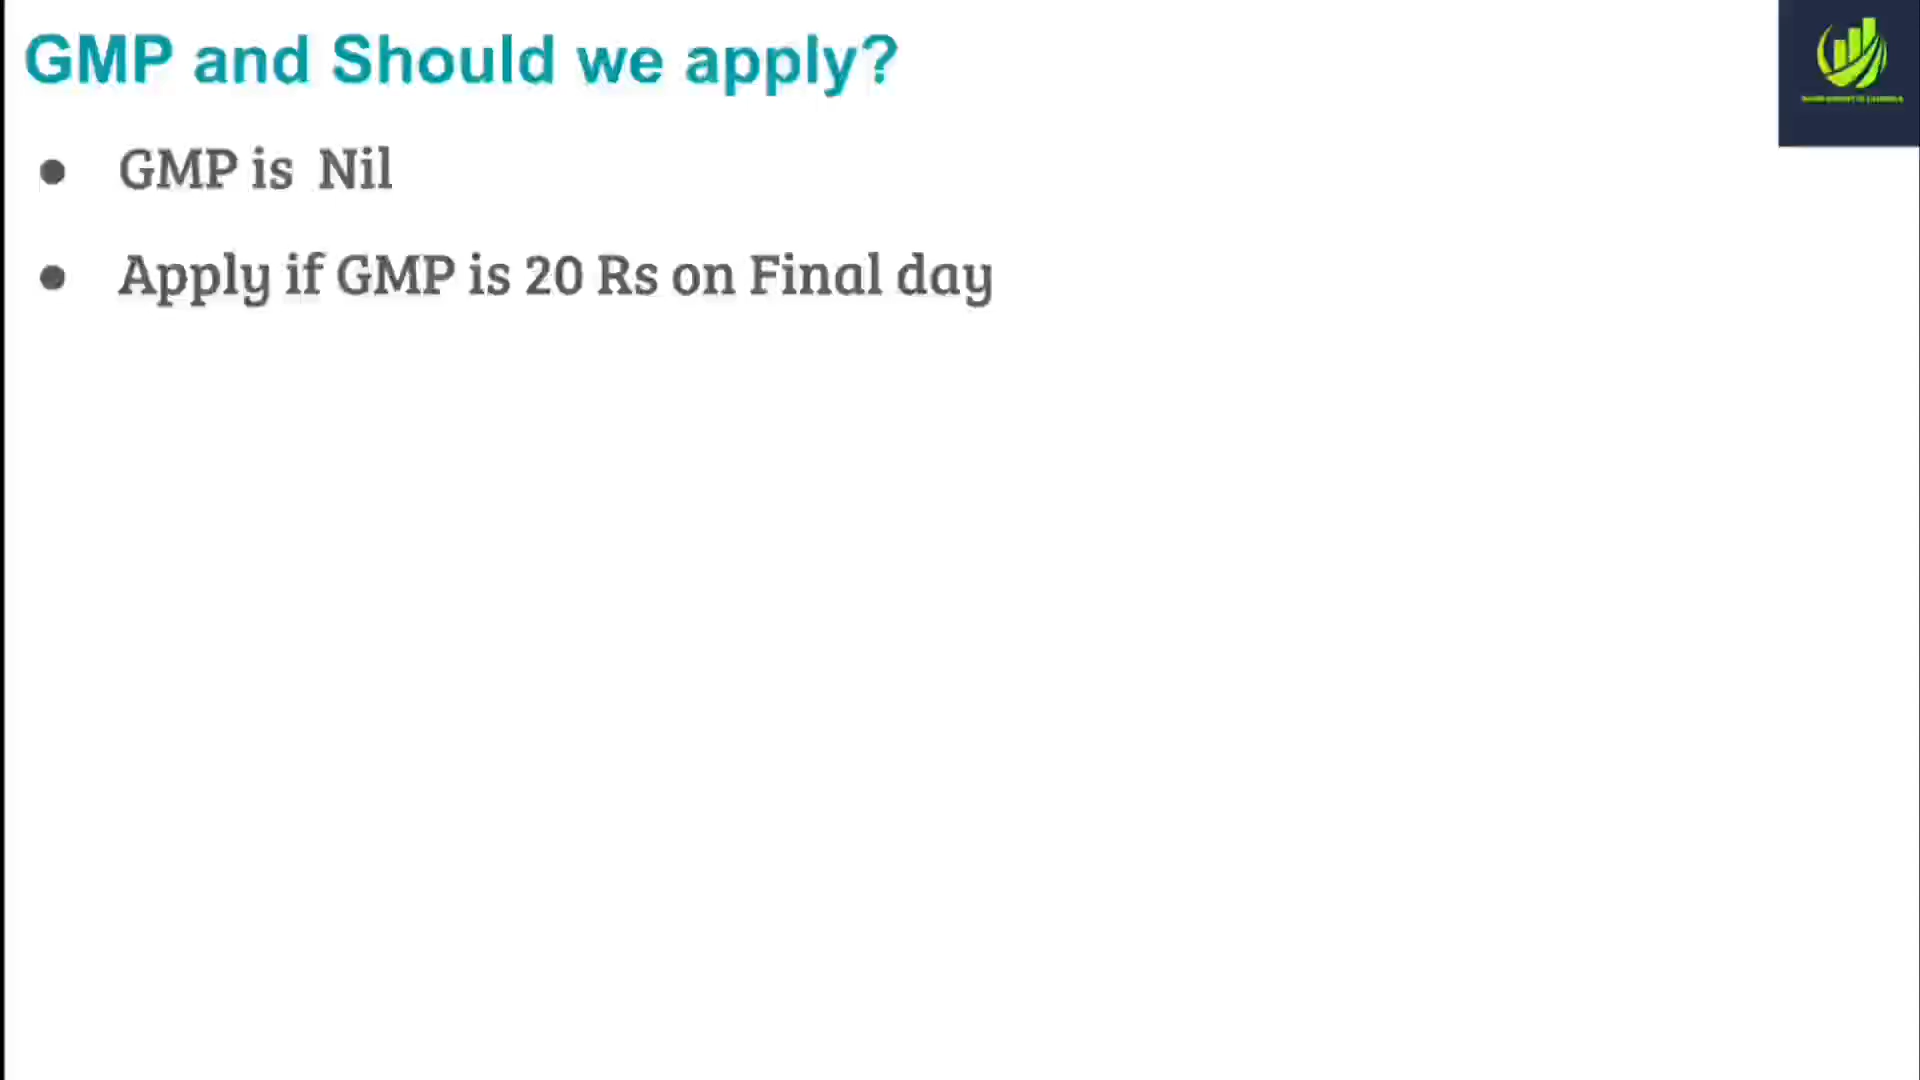 GMP and Should we apply?
● GMP is Nil
● Apply if GMP is 20 Rs on Final day